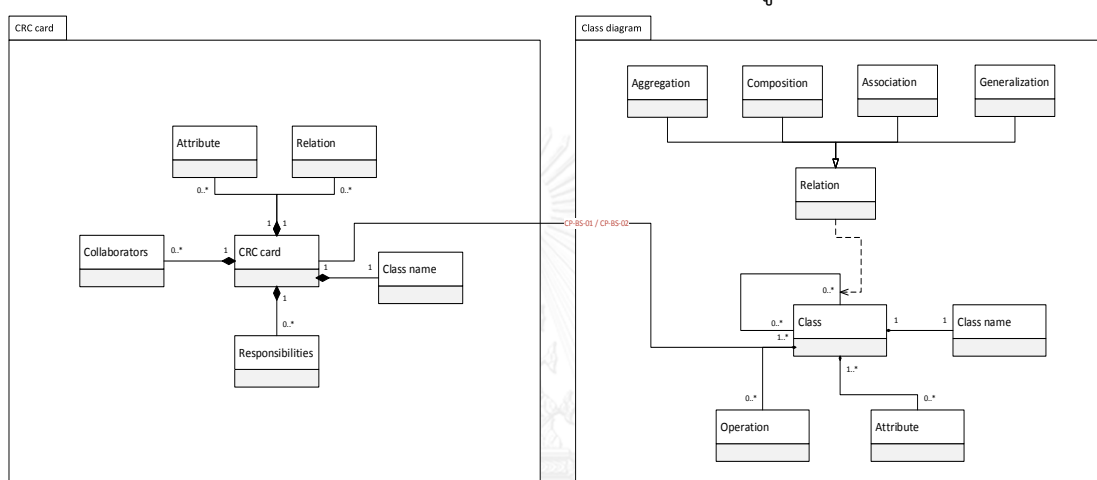 CRC card
Class diagram
Aggregation
Composition
Association
Generalization
Attribute
Relation
0..*
0..*
Relation
1
1
CP-BS-01 / CP-BS-02
Collaborators
0..*
1
CRC card
1
1
Class name
1
0..*
Responsibilities
0..*
0..*
1..*
Class
1
1
Class name
1..*
0..*
0..*
Operation
Attribute